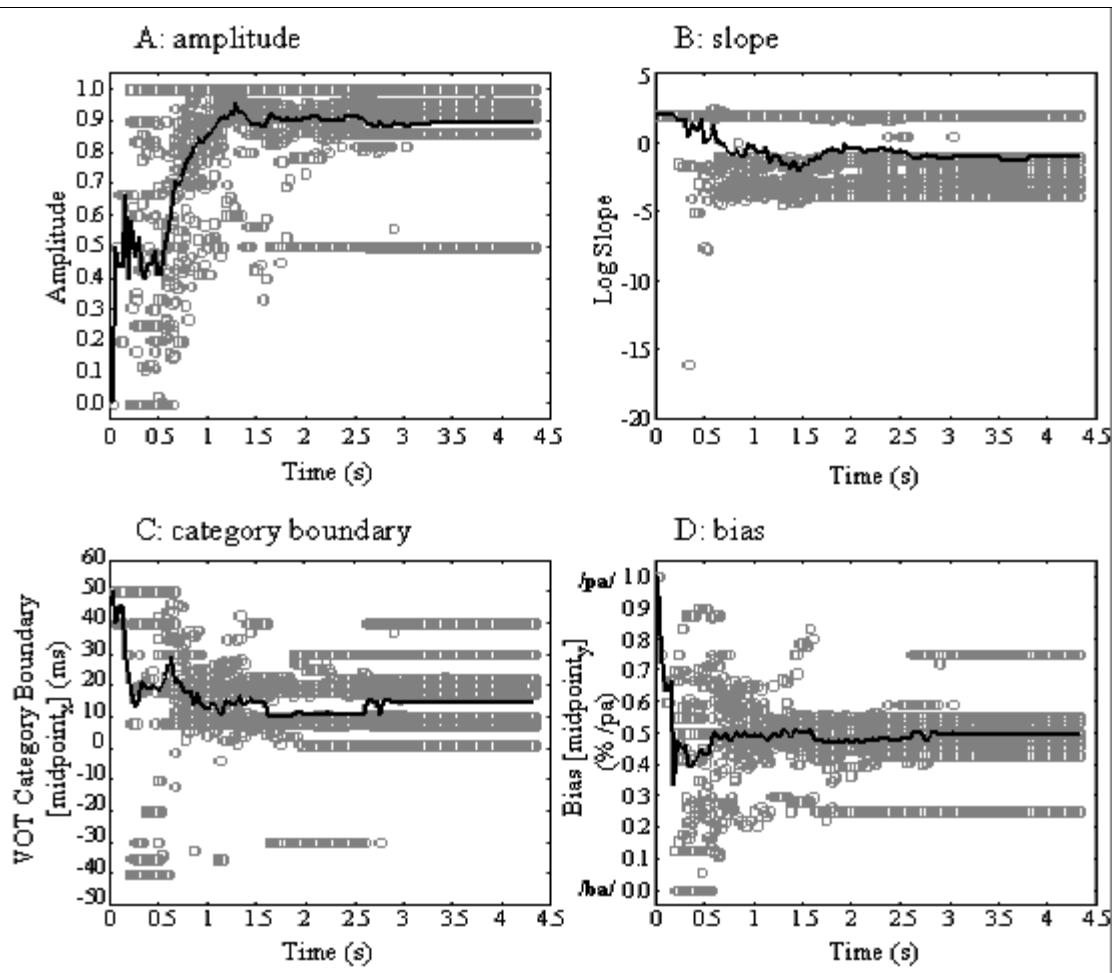 A: amplitude
Amplitude
1.0
0.9
0.8
0.7
0.6
0.5
0.4
0.3
0.2
0.1
0.0
0 0.5 1 1.5 2 2.5 3 3.5 4 4.5
Time (s)
B: slope
Log Slope
5
0
-5
-10
-15
-20
0 0.5 1 1.5 2 2.5 3 3.5 4 4.5
Time (s)
C: category boundary
VOT Category Boundary
[midpointx] (ms)
60
50
40
30
20
10
0
-10
-20
-30
-40
-50
0 0.5 1 1.5 2 2.5 3 3.5 4 4.5
Time (s)
D: bias
Bias [midpointy]
(% /pa/)
/pa/ 1.0
0.9
0.8
0.7
0.6
0.5
0.4
0.3
0.2
0.1
/ba/ 0.0
0 0.5 1 1.5 2 2.5 3 3.5 4 4.5
Time (s)